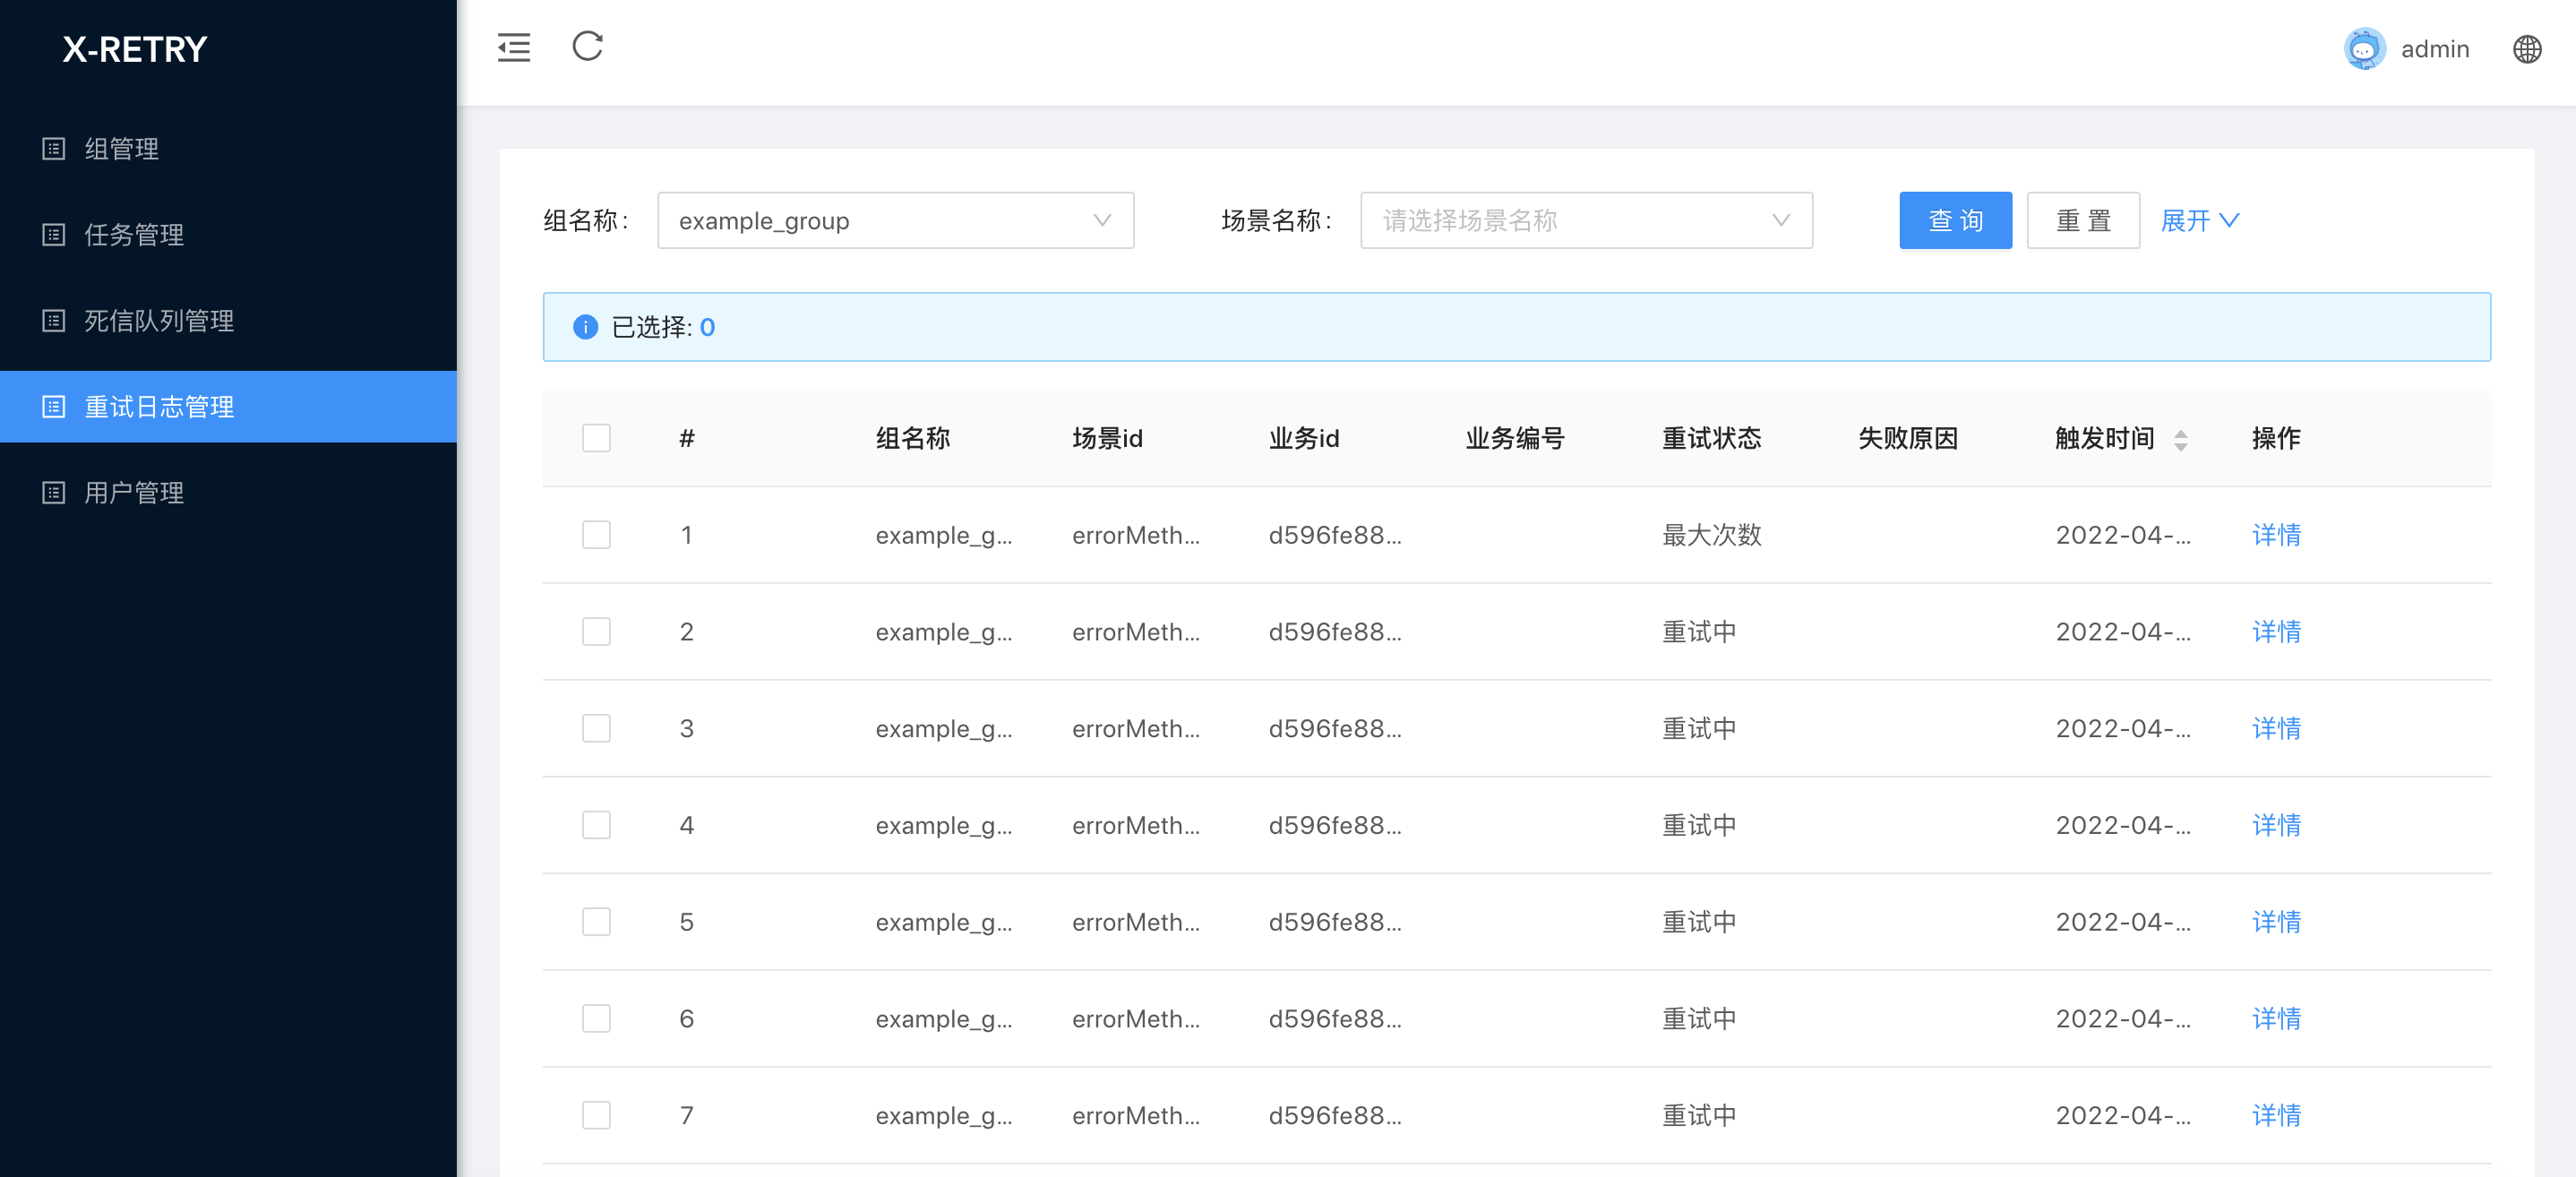 X-RETRY
组管理
任务管理
死信队列管理
重试日志管理
用户管理
admin
组名称： example_group 场景名称： 请选择场景名称 查 询 重 置 展开
已选择: 0
# 组名称 场景id 业务id 业务编号 重试状态 失败原因 触发时间 操作
1 example_g... errorMeth... d596fe88... 最大次数 2022-04-... 详情
2 example_g... errorMeth... d596fe88... 重试中 2022-04-... 详情
3 example_g... errorMeth... d596fe88... 重试中 2022-04-... 详情
4 example_g... errorMeth... d596fe88... 重试中 2022-04-... 详情
5 example_g... errorMeth... d596fe88... 重试中 2022-04-... 详情
6 example_g... errorMeth... d596fe88... 重试中 2022-04-... 详情
7 example_g... errorMeth... d596fe88... 重试中 2022-04-... 详情